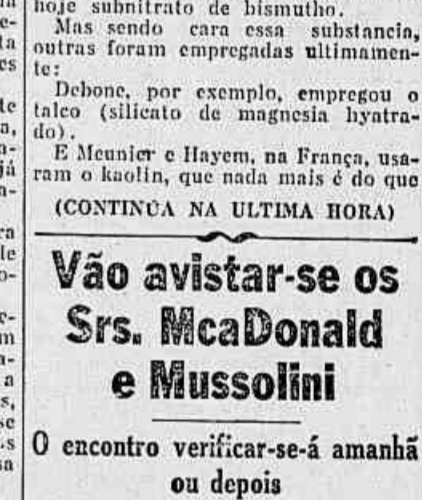 hoje subnitrato de bismutho.
Mas sendo cara essa substancia,
outras foram empregadas ultimamen-
te:
Debone, por exemplo, empregou o
talco (silicato de magnesia hyatra-
do).
E Meunier e Hayem, na França, usa-
ram o kaolin, que nada mais é do que
(CONTINÚA NA ULTIMA HORA)
Vão avistar-se os
Srs. McaDonald
e Mussolini
O encontro verificar-se-á amanhã
ou depois